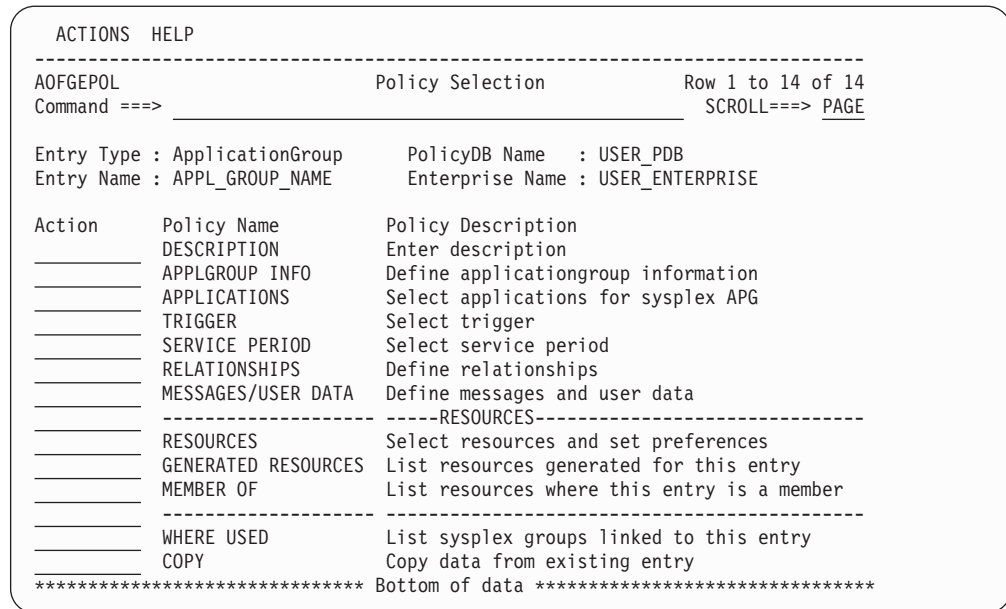 ACTIONS HELP
------------------------------------------------------------------------------
AOFGEPOL Policy Selection Row 1 to 14 of 14
Command ===> SCROLL===> PAGE
Entry Type : ApplicationGroup PolicyDB Name : USER_PDB
Entry Name : APPL_GROUP_NAME Enterprise Name : USER_ENTERPRISE
Action Policy Name Policy Description
DESCRIPTION Enter description
APPLGROUP INFO Define applicationgroup information
APPLICATIONS Select applications for sysplex APG
TRIGGER Select trigger
SERVICE PERIOD Select service period
RELATIONSHIPS Define relationships
MESSAGES/USER DATA Define messages and user data
-------------------- -----RESOURCES-------------------------------
RESOURCES Select resources and set preferences
GENERATED RESOURCES List resources generated for this entry
MEMBER OF List resources where this entry is a member
-------------------- ---------------------------------------------
WHERE USED List sysplex groups linked to this entry
COPY Copy data from existing entry
******************************* Bottom of data ********************************